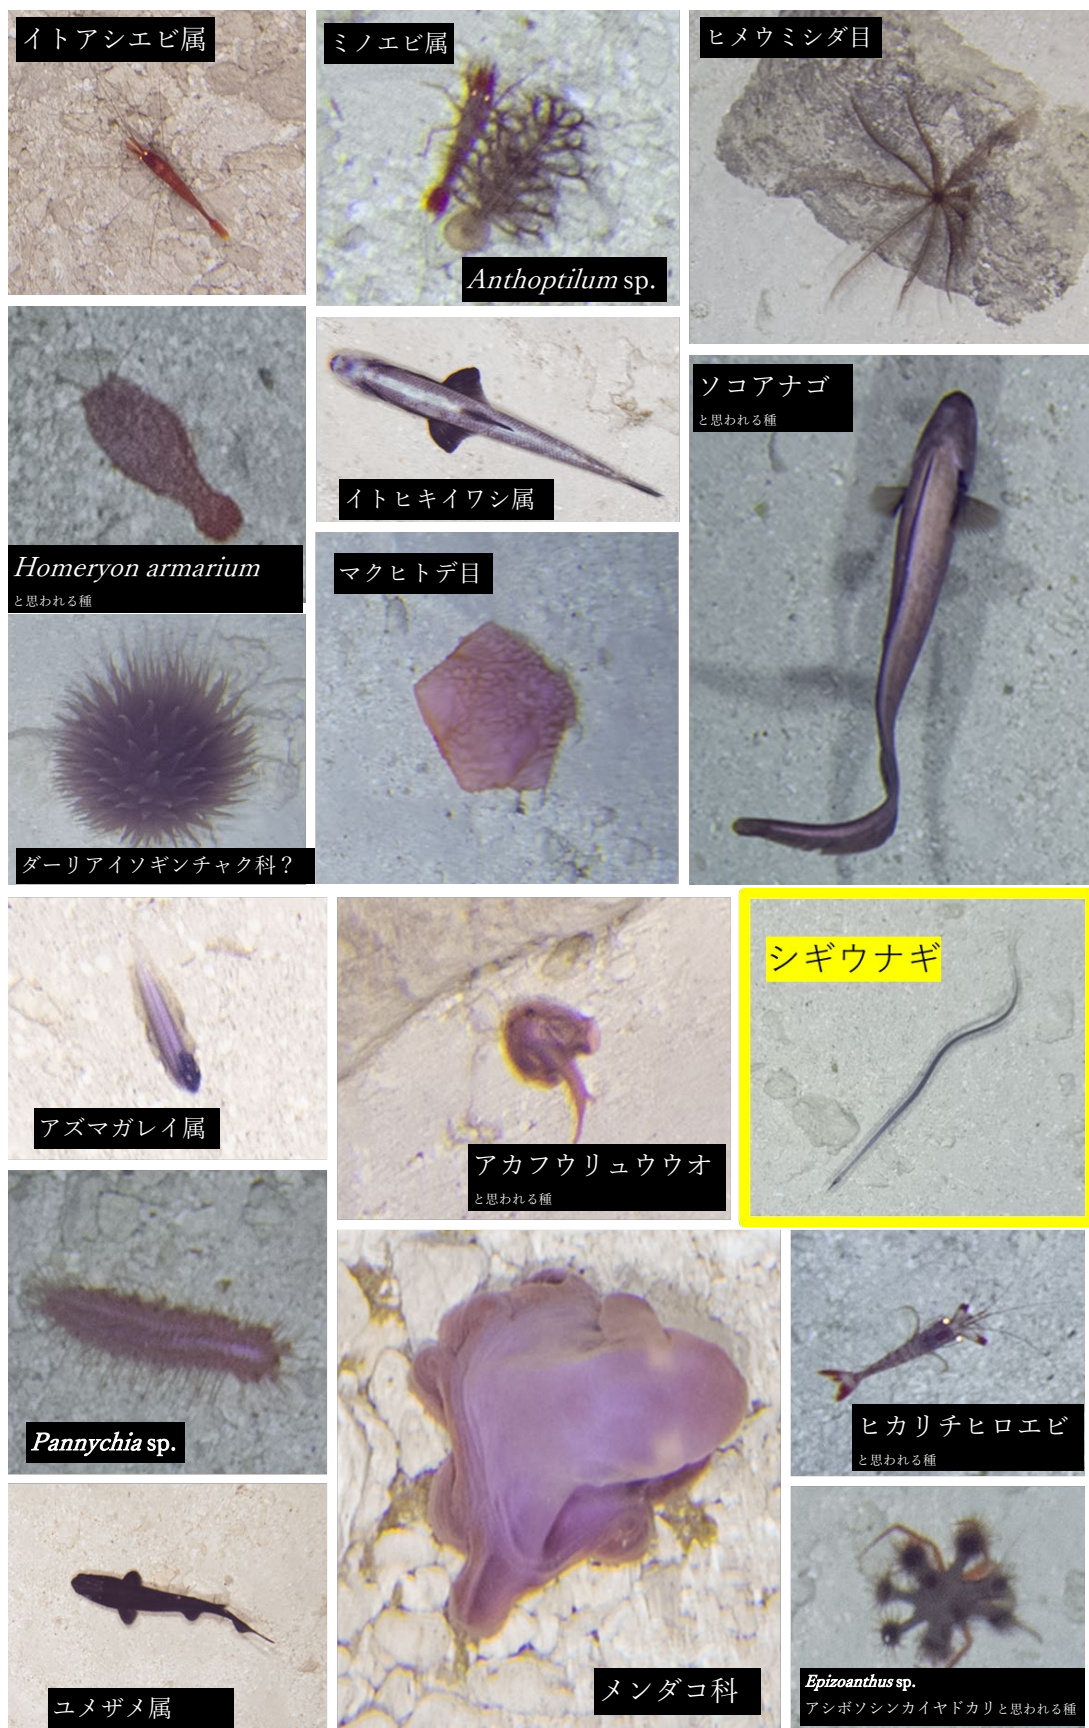 イトアシエビ属
ミノエビ属
Anthoptilum sp.
ヒメウミシダ目
Homeryon armarium
と思われる種
イトヒキイワシ属
ソコアナゴ
と思われる種
マクヒトデ目
ダーリアイソギンチャク科？
アズマガレイ属
アカフウリュウウオ
と思われる種
シギウナギ
Pannychia sp.
メンダコ科
ヒカリチヒロエビ
と思われる種
ユメザメ属
Epizoanthus sp.
アシボソシンカイヤドカリと思われる種